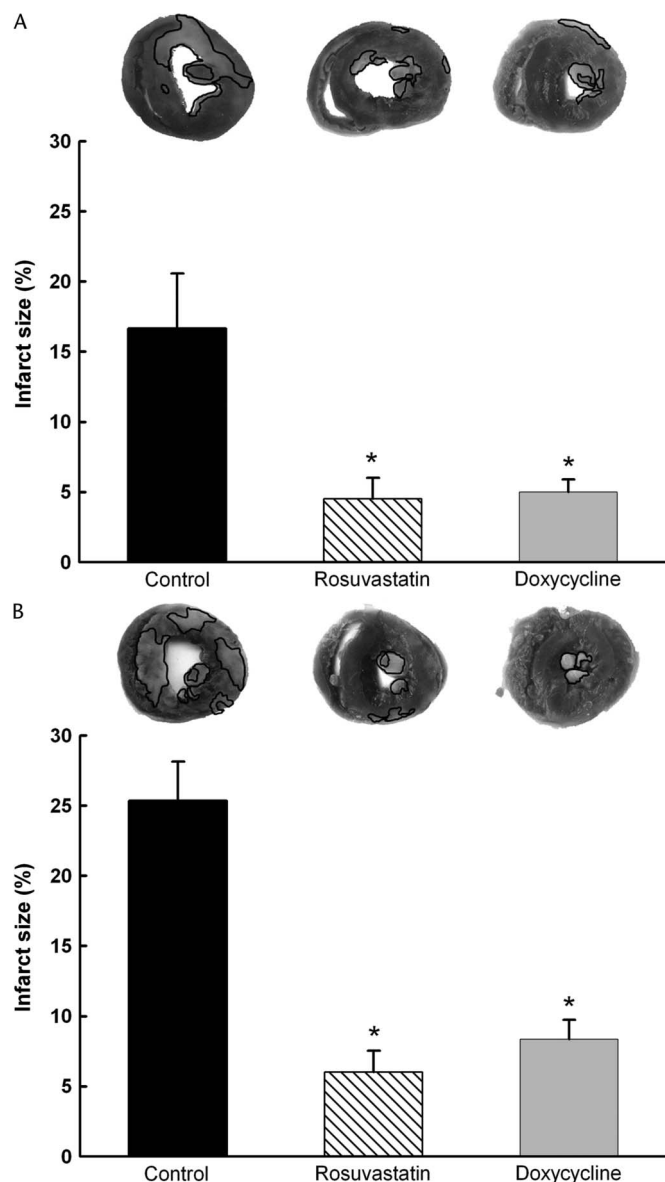 A
30
25
20
15
10
5
0
Infarct size (%)
* *
Control Rosuvastatin Doxycycline
B
30
25
20
15
10
5
0
Infarct size (%)
* *
Control Rosuvastatin Doxycycline